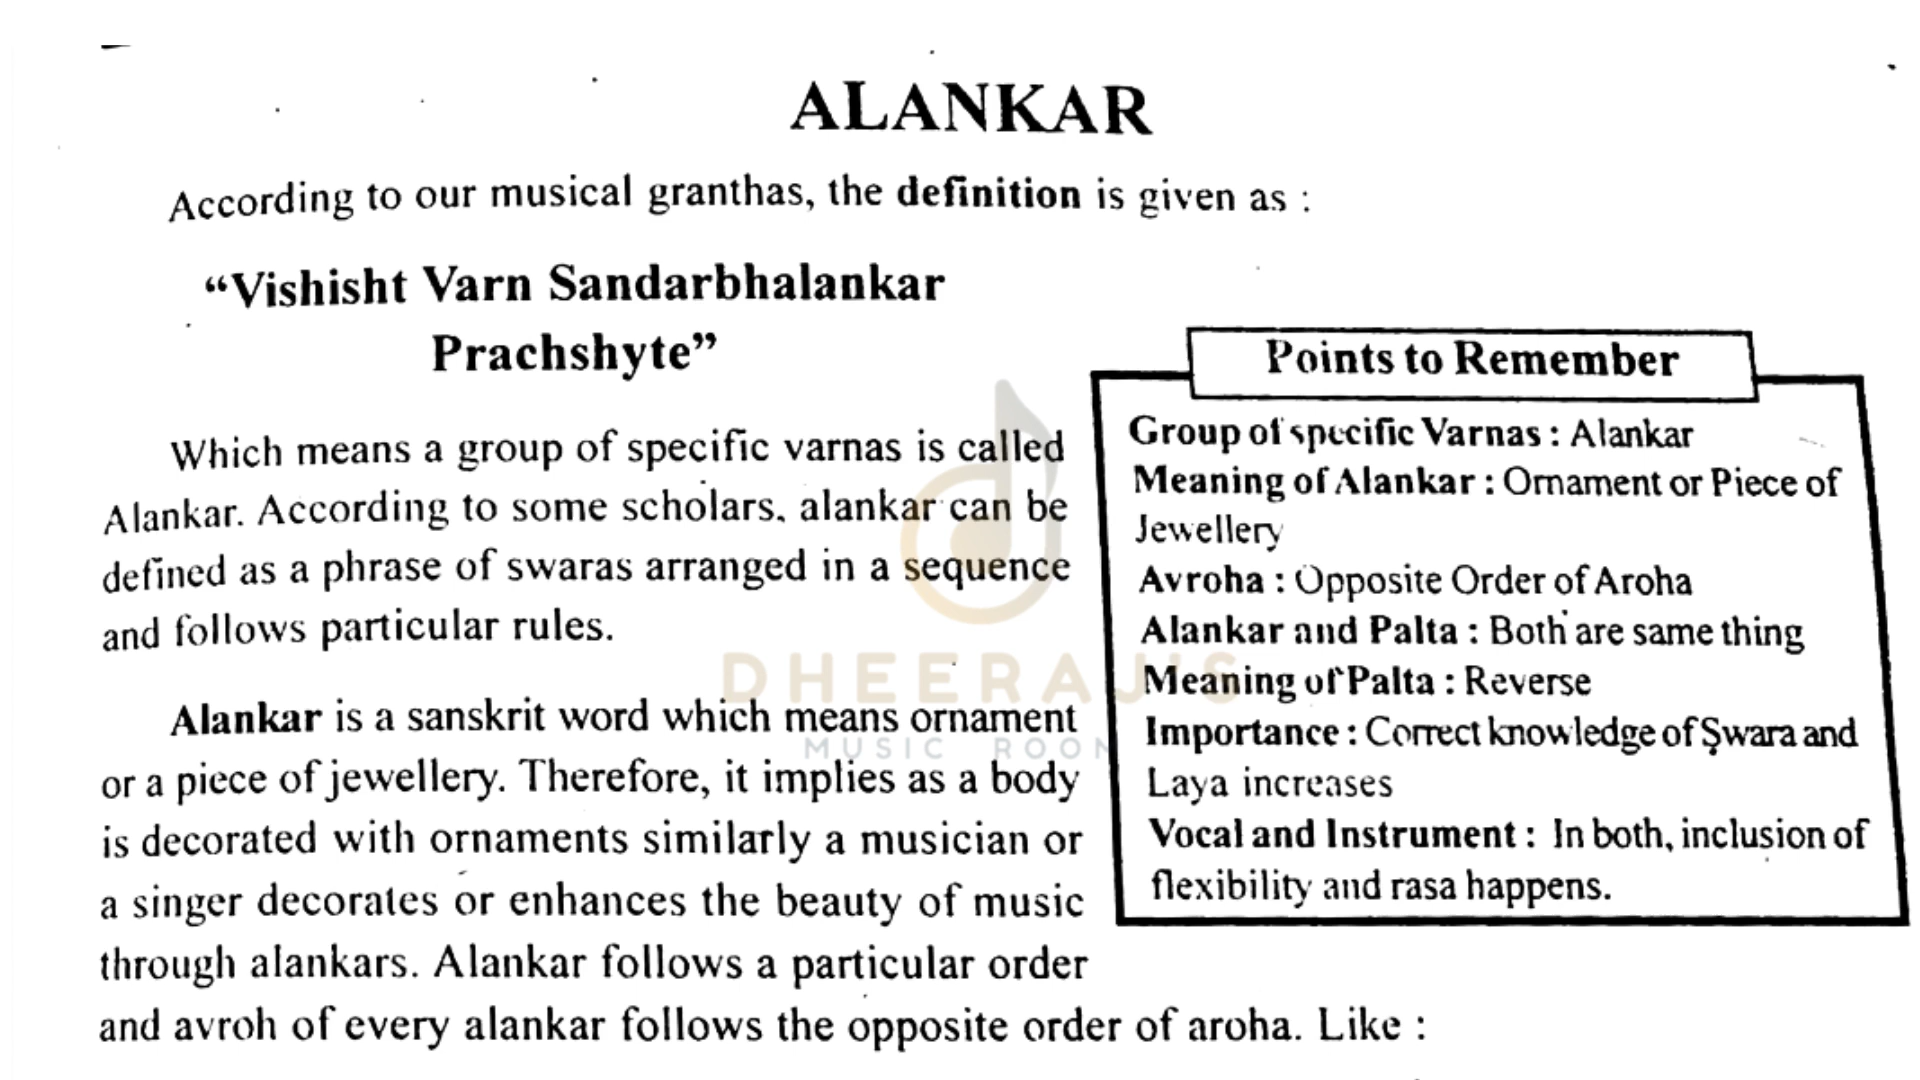 ALANKAR
According to our musical granthas, the definition is given as :
“Vishisht Varn Sandarbhalankar
Prachshyte”
Which means a group of specific varnas is called
Alankar. According to some scholars, alankar can be
defined as a phrase of swaras arranged in a sequence
and follows particular rules.
Alankar is a sanskrit word which means ornament
or a piece of jewellery. Therefore, it implies as a body
is decorated with ornaments similarly a musician or
a singer decorates or enhances the beauty of music
through alankars. Alankar follows a particular order
and avroh of every alankar follows the opposite order of aroha. Like :
Points to Remember
Group of specific Varnas : Alankar
Meaning of Alankar : Ornament or Piece of
Jewellery
Avroha : Opposite Order of Aroha
Alankar and Palta : Both are same thing
Meaning of Palta : Reverse
Importance : Correct knowledge of Swara and
Laya increases
Vocal and Instrument : In both, inclusion of
flexibility and rasa happens.
DHEERAJ'S
MUSIC ROOM